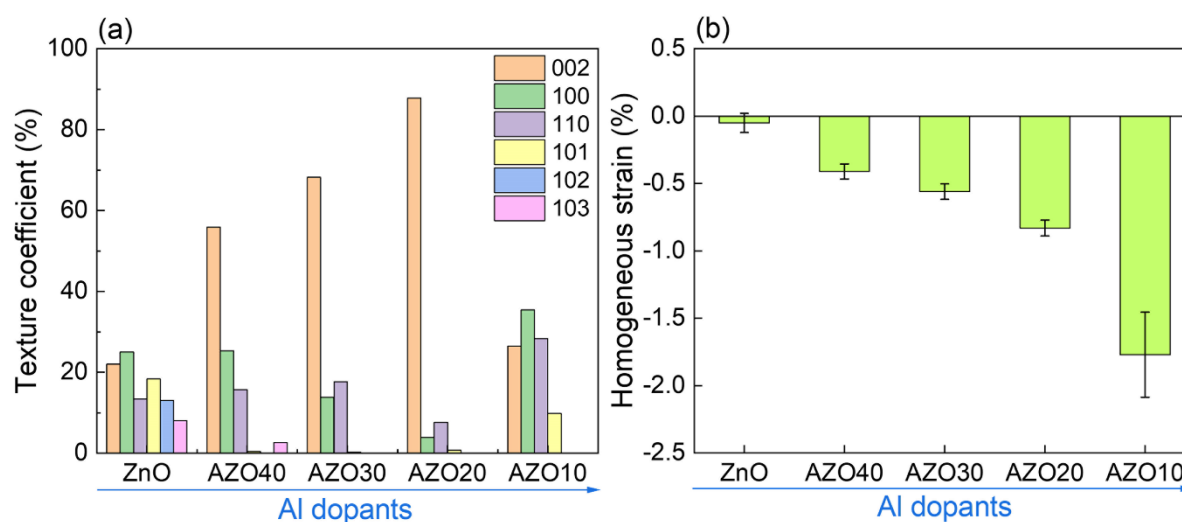 (a)
Texture coefficient (%)
100
80
60
40
20
0
002
100
110
101
102
103
ZnO AZO40 AZO30 AZO20 AZO10
Al dopants
(b)
Homogeneous strain (%)
0.5
0.0
-0.5
-1.0
-1.5
-2.0
-2.5
ZnO AZO40 AZO30 AZO20 AZO10
Al dopants